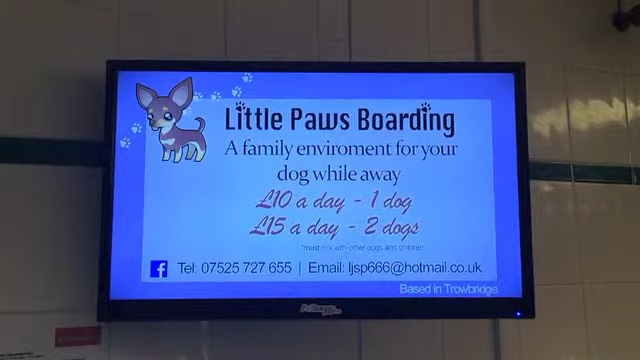 Little Paws Boarding
A family enviroment for your
dog while away
£10 a day - 1 dog
£15 a day - 2 dogs
*must mix with other dogs and children
Tel: 07525 727 655 | Email: ljsp666@hotmail.co.uk
Based in Trowbridge